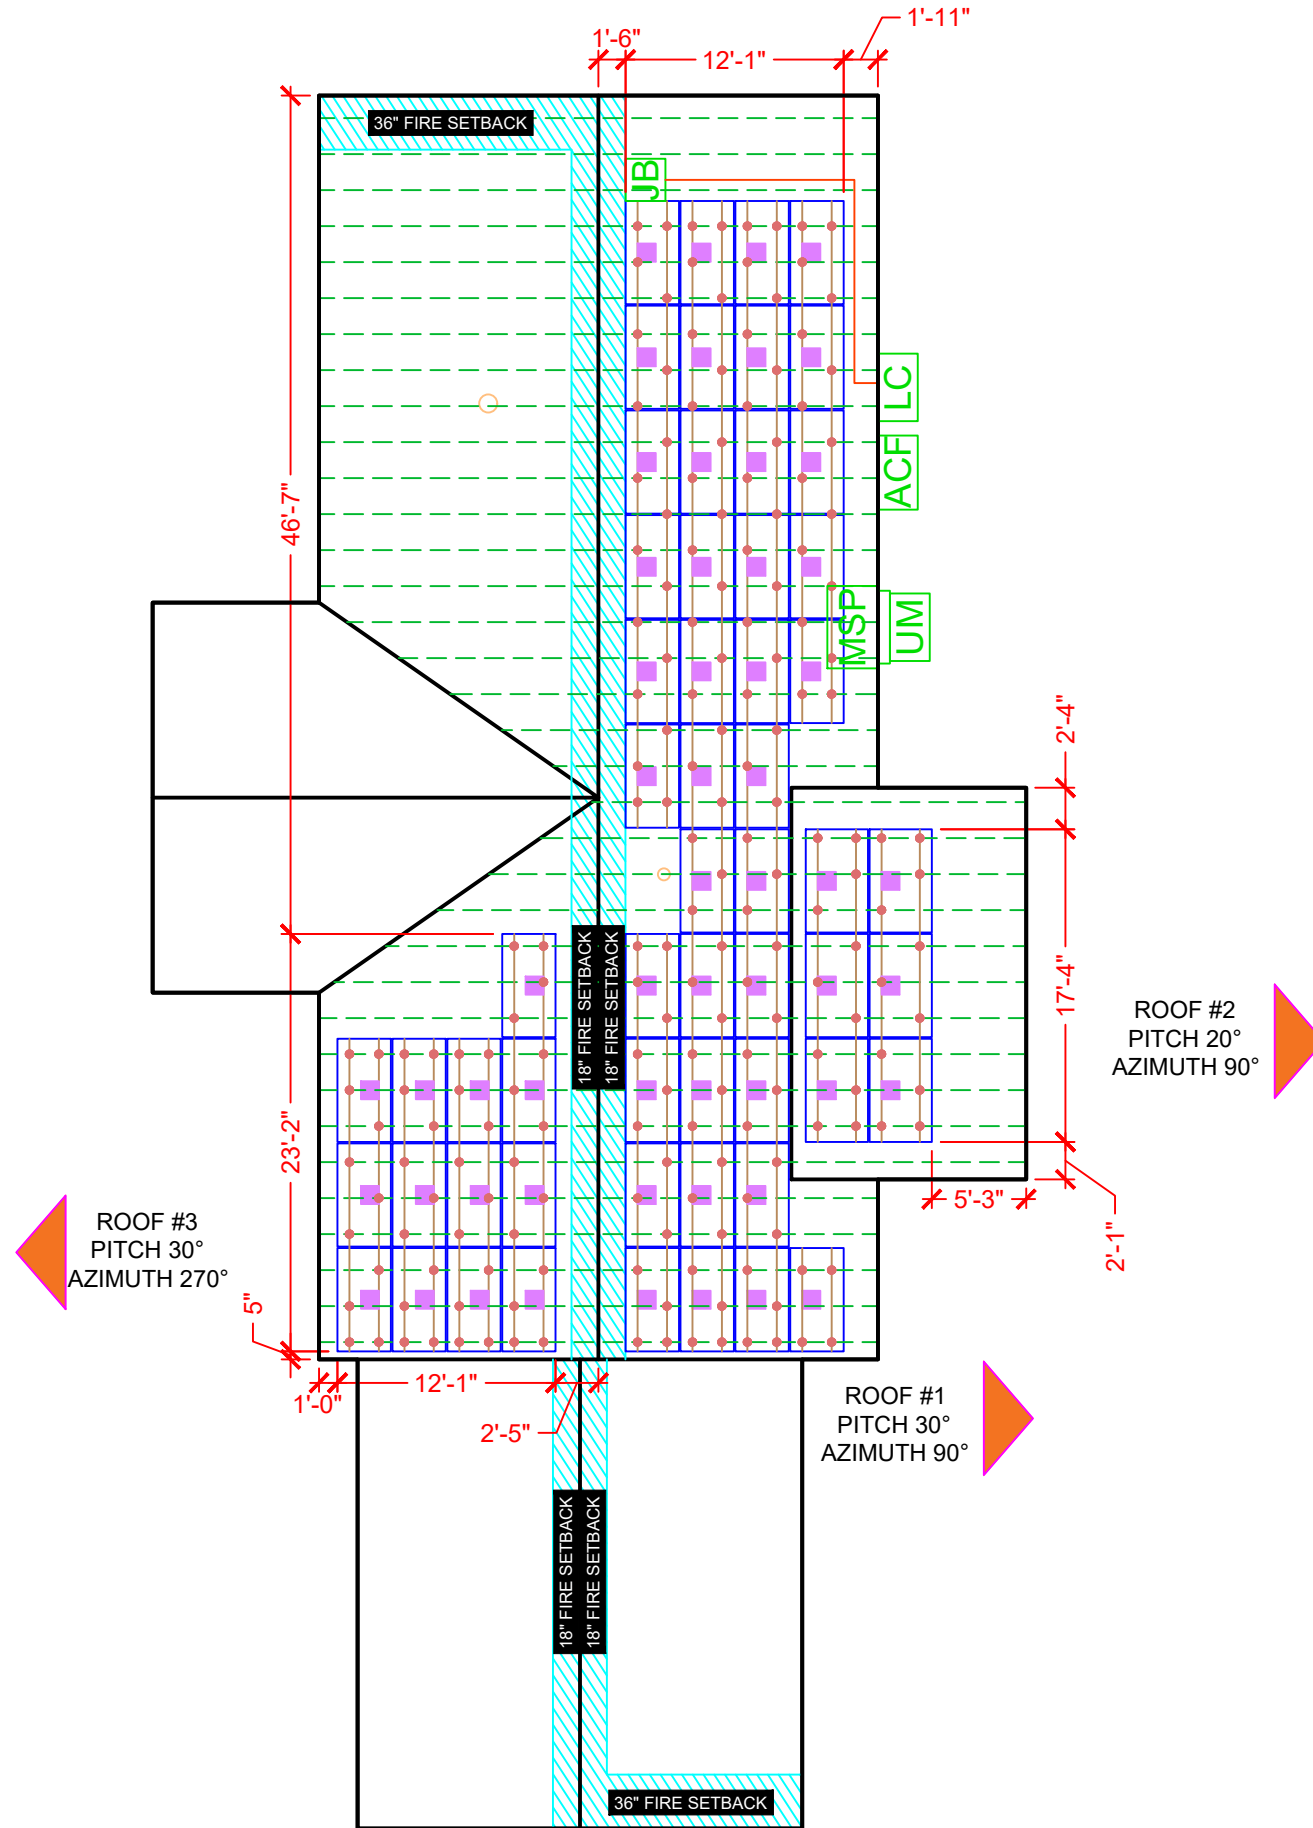 1'-11"
1'-6"
12'-1"
36" FIRE SETBACK
JB
LC
ACF
46'-7"
MSP
UM
2'-4"
18" FIRE SETBACK
18" FIRE SETBACK
17'-4"
ROOF #2
PITCH 20°
AZIMUTH 90°
23'-2"
5'-3"
2'-1"
ROOF #3
PITCH 30°
AZIMUTH 270°
5"
1'-0"
12'-1"
2'-5"
ROOF #1
PITCH 30°
AZIMUTH 90°
18" FIRE SETBACK
18" FIRE SETBACK
36" FIRE SETBACK